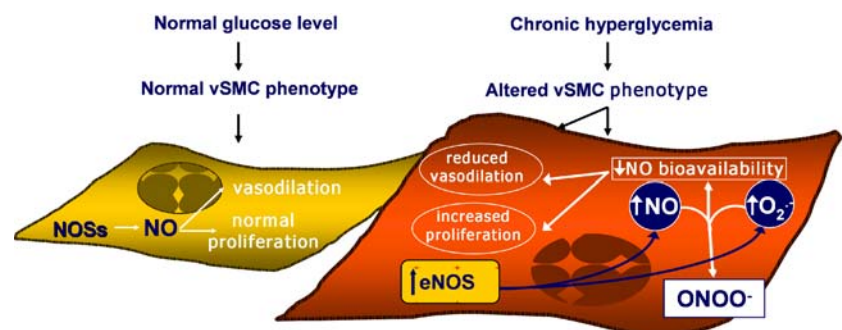 Normal glucose level
Normal vSMC phenotype
NOSs
NO
vasodilation
normal
proliferation
Chronic hyperglycemia
Altered vSMC phenotype
reduced
vasodilation
increased
proliferation
↓NO bioavailability
↑NO
↑O₂·-
↑eNOS
ONOO-